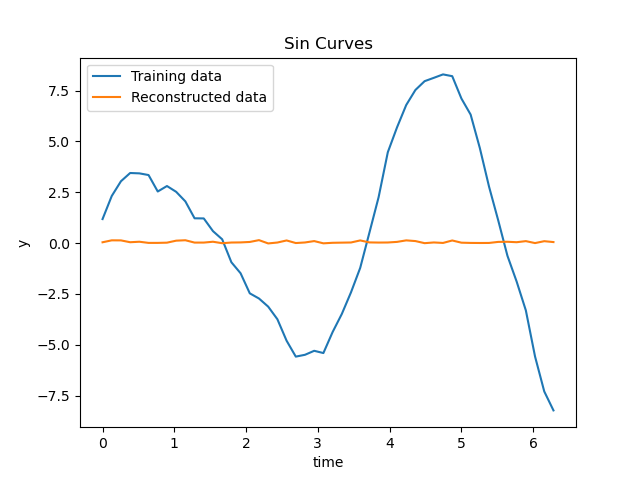 Sin Curves
Training data
Reconstructed data
7.5
5.0
2.5
0.0
−2.5
−5.0
−7.5
y
0 1 2 3 4 5 6
time